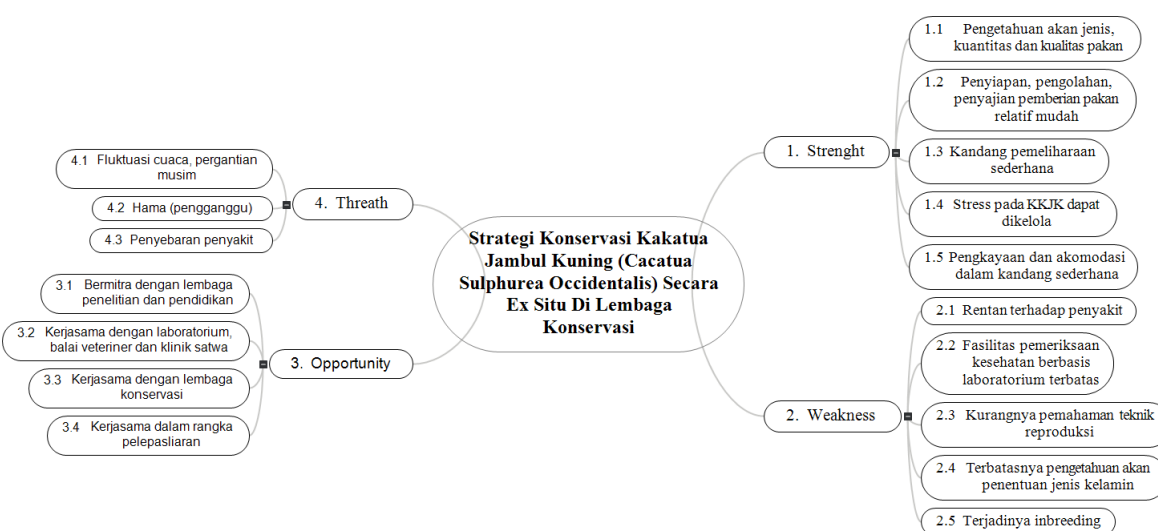 Strategi Konservasi Kakatua
Jambul Kuning (Cacatua
Sulphurea Occidentalis) Secara
Ex Situ Di Lembaga
Konservasi
1. Strenght
1.1 Pengetahuan akan jenis,
kuantitas dan kualitas pakan
1.2 Penyiapan, pengolahan,
penyajian pemberian pakan
relatif mudah
1.3 Kandang pemeliharaan
sederhana
1.4 Stress pada KKJK dapat
dikelola
1.5 Pengkayaan dan akomodasi
dalam kandang sederhana
2. Weakness
2.1 Rentan terhadap penyakit
2.2 Fasilitas pemeriksaan
kesehatan berbasis
laboratorium terbatas
2.3 Kurangnya pemahaman teknik
reproduksi
2.4 Terbatasnya pengetahuan akan
penentuan jenis kelamin
2.5 Terjadinya inbreeding
3. Opportunity
3.1 Bermitra dengan lembaga
penelitian dan pendidikan
3.2 Kerjasama dengan laboratorium,
balai veteriner dan klinik satwa
3.3 Kerjasama dengan lembaga
konservasi
3.4 Kerjasama dalam rangka
pelepasliaran
4. Threath
4.1 Fluktuasi cuaca, pergantian
musim
4.2 Hama (pengganggu)
4.3 Penyebaran penyakit